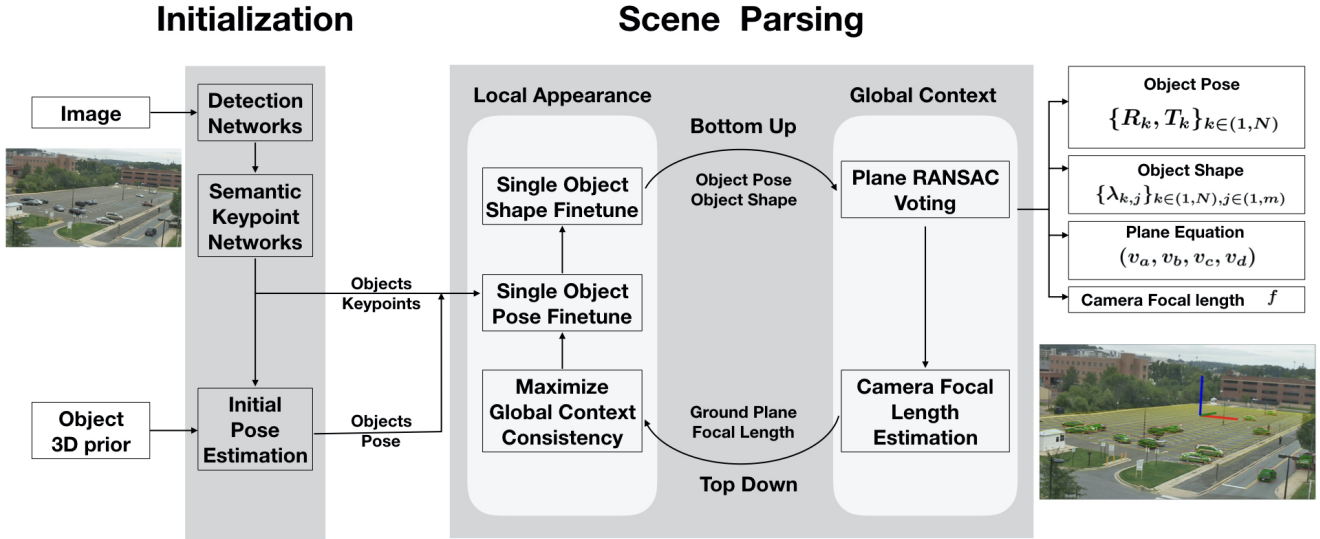 Initialization
Scene Parsing
Image
Detection
Networks
Semantic
Keypoint
Networks
Object
3D prior
Initial
Pose
Estimation
Objects
Keypoints
Objects
Pose
Local Appearance
Single Object
Shape Finetune
Single Object
Pose Finetune
Maximize
Global Context
Consistency
Bottom Up
Object Pose
Object Shape
Ground Plane
Focal Length
Top Down
Global Context
Plane RANSAC
Voting
Camera Focal
Length
Estimation
Object Pose
{R_k, T_k}_{k∈(1,N)}
Object Shape
{λ_{k,j}}_{k∈(1,N),j∈(1,m)}
Plane Equation
(v_a, v_b, v_c, v_d)
Camera Focal length f